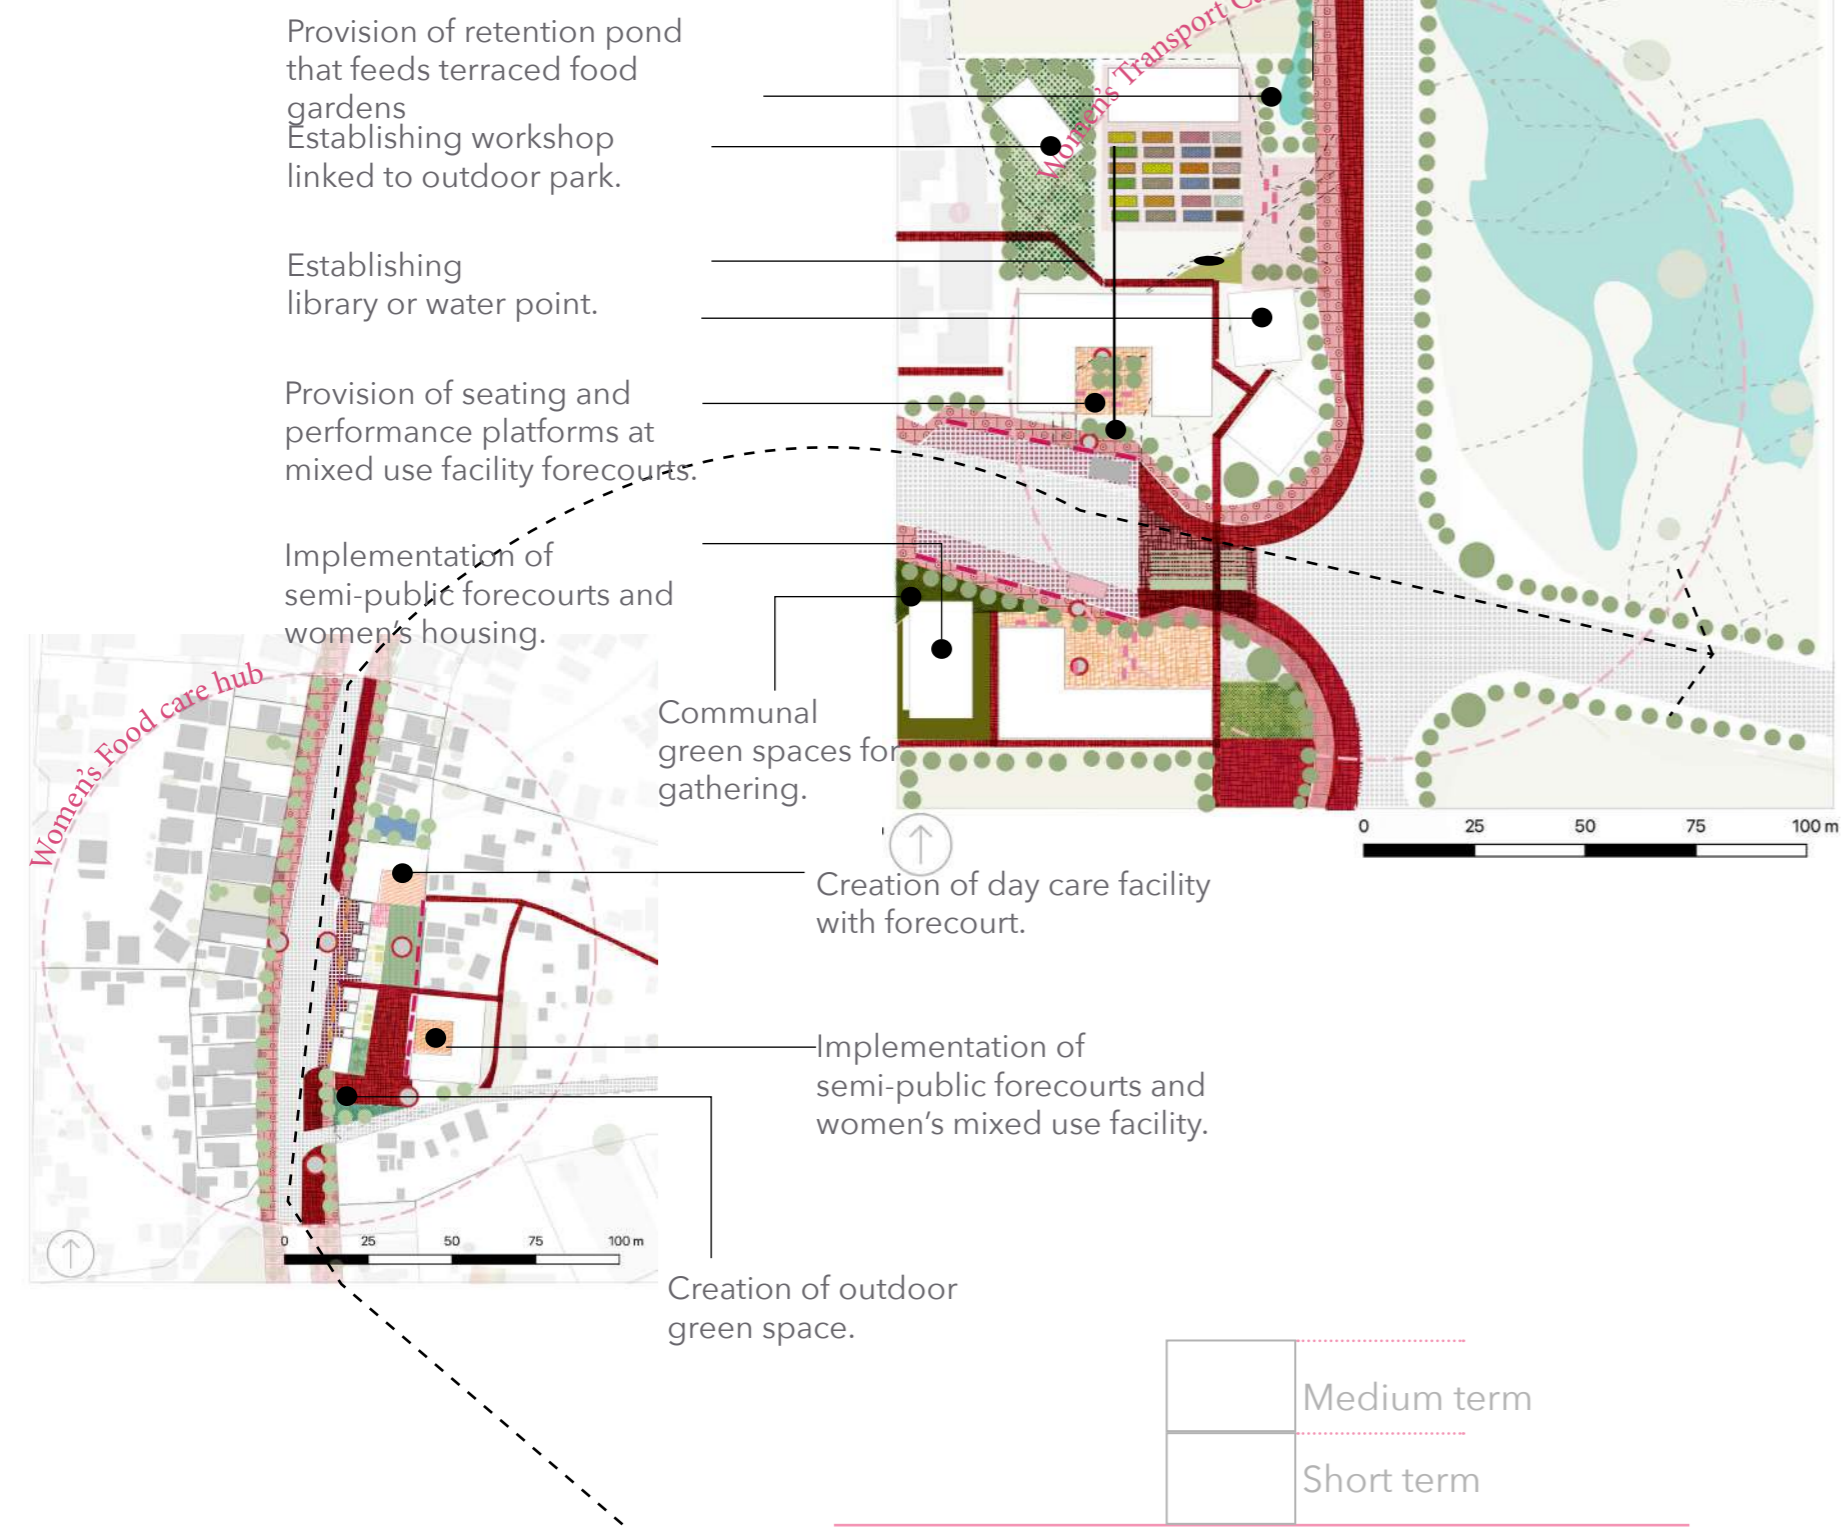 Provision of retention pond
that feeds terraced food
gardens
Establishing workshop
linked to outdoor park.
Establishing
library or water point.
Provision of seating and
performance platforms at
mixed use facility forecourts.
Implementation of
semi-public forecourts and
women's housing.
Women's Transport
Communal
green spaces for
gathering.
0 25 50 75 100 m
Women's Food care hub
Creation of day care facility
with forecourt.
Implementation of
semi-public forecourts and
women's mixed use facility.
0 25 50 75 100 m
Creation of outdoor
green space.
Medium term
Short term